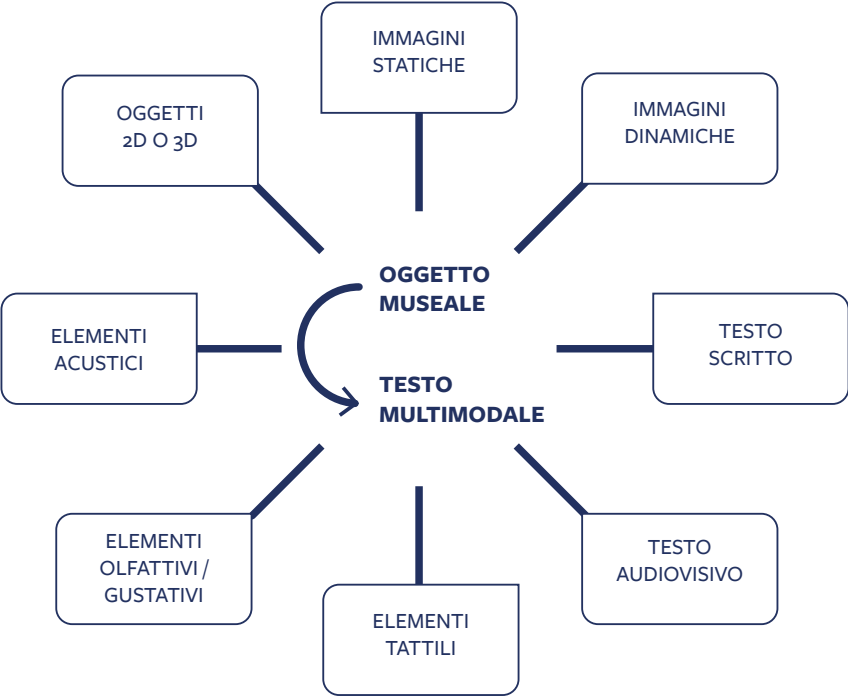 IMMAGINI
STATICHE
OGGETTI
2D O 3D
IMMAGINI
DINAMICHE
OGGETTO
MUSEALE
ELEMENTI
ACUSTICI
TESTO
SCRITTO
TESTO
MULTIMODALE
ELEMENTI
OLFATTIVI /
GUSTATIVI
TESTO
AUDIOVISIVO
ELEMENTI
TATTILI